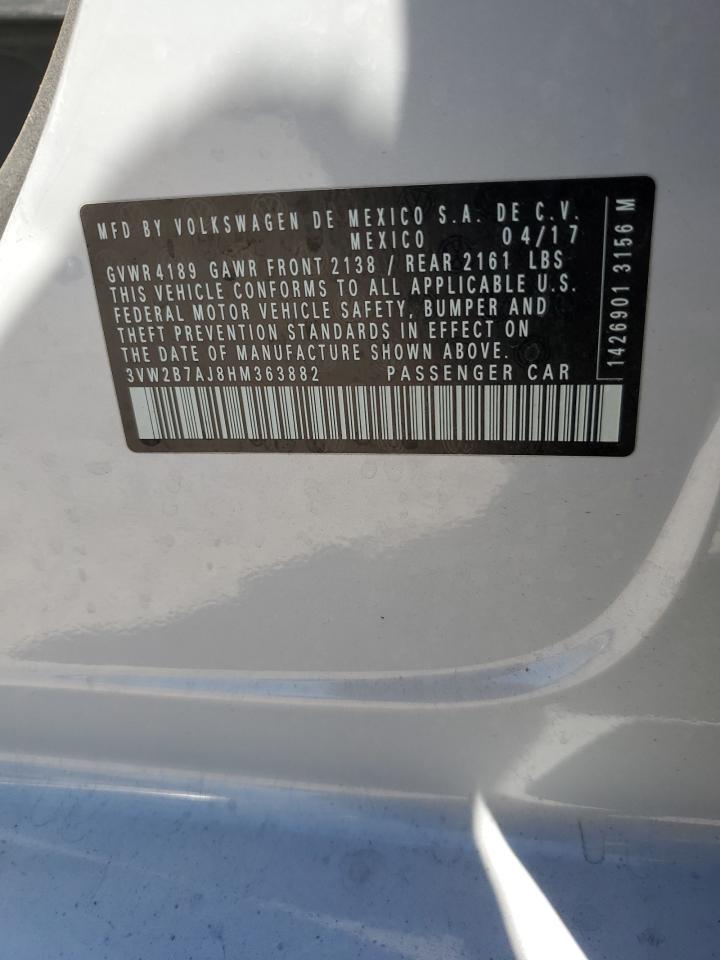 MFD BY VOLKSWAGEN DE MEXICO S.A. DE C.V.
MEXICO 04/17
GVWR 4189 GAWR FRONT 2138 / REAR 2161 LBS
THIS VEHICLE CONFORMS TO ALL APPLICABLE U.S.
FEDERAL MOTOR VEHICLE SAFETY, BUMPER AND
THEFT PREVENTION STANDARDS IN EFFECT ON
THE DATE OF MANUFACTURE SHOWN ABOVE.
3VW2B7AJ8HM363882 PASSENGER CAR
1426901 3156 M